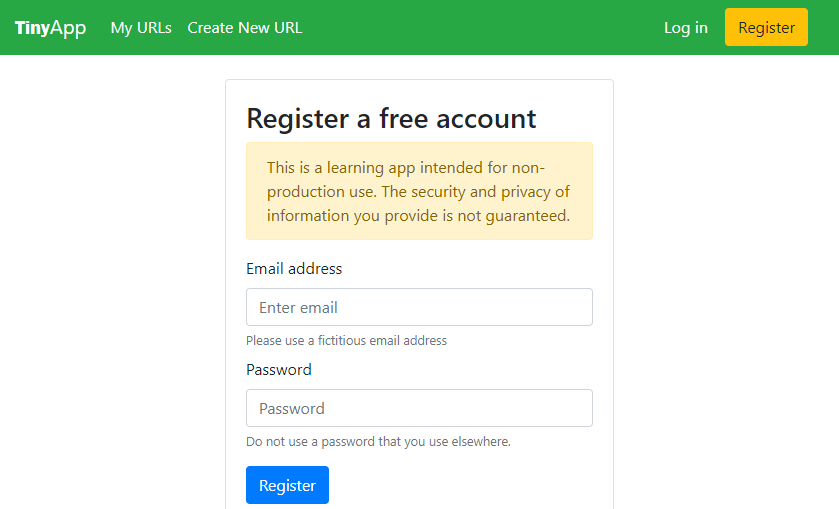 TinyApp My URLs Create New URL Log in Register
Register a free account
This is a learning app intended for non-
production use. The security and privacy of
information you provide is not guaranteed.
Email address
Enter email
Please use a fictitious email address
Password
Password
Do not use a password that you use elsewhere.
Register